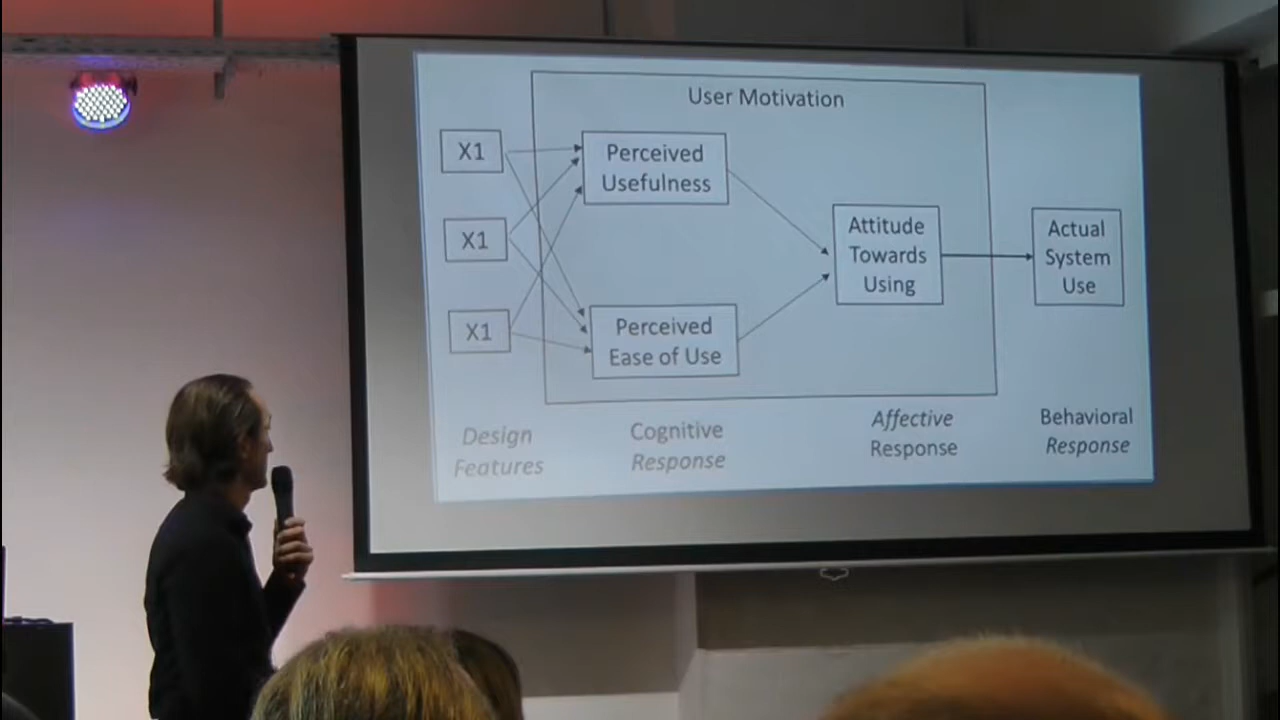 User Motivation
X1
Perceived
Usefulness
X1
Attitude
Towards
Using
Actual
System
Use
X1
Perceived
Ease of Use
Design
Features
Cognitive
Response
Affective
Response
Behavioral
Response